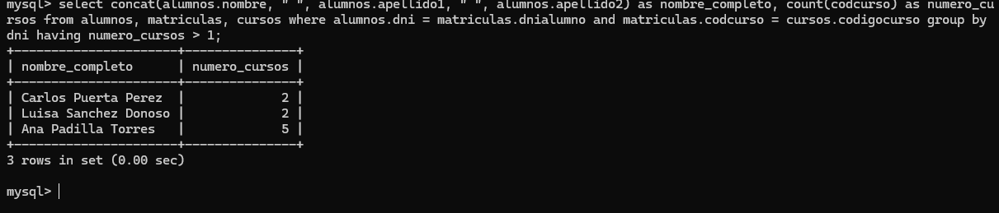 mysql> select concat(alumnos.nombre, " ", alumnos.apellido1, " ", alumnos.apellido2) as nombre_completo, count(codcurso) as numero_cu
rsos from alumnos, matriculas, cursos where alumnos.dni = matriculas.dnialumno and matriculas.codcurso = cursos.codigocurso group by
dni having numero_cursos > 1;
+----------------------+---------------+
| nombre_completo      | numero_cursos |
+----------------------+---------------+
| Carlos Puerta Perez  |             2 |
| Luisa Sanchez Donoso |             2 |
| Ana Padilla Torres   |             5 |
+----------------------+---------------+
3 rows in set (0.00 sec)
mysql>